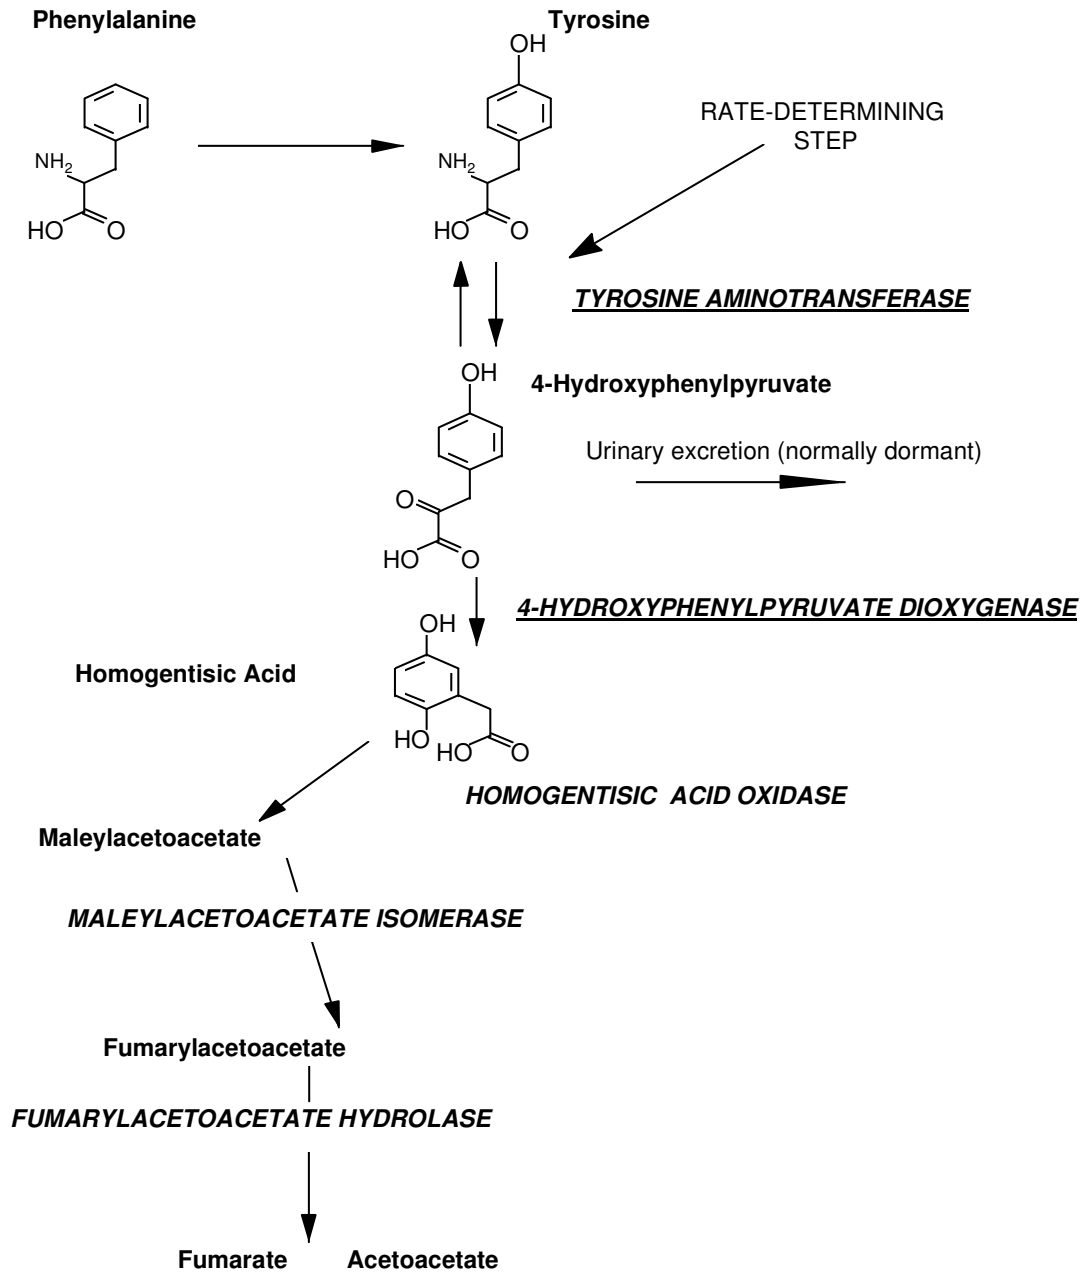 Phenylalanine
Tyrosine
OH
NH2
HO
O
NH2
HO
O
RATE-DETERMINING
STEP
TYROSINE AMINOTRANSFERASE
OH
4-Hydroxyphenylpyruvate
Urinary excretion (normally dormant)
O
HO
O
4-HYDROXYPHENYLPYRUVATE DIOXYGENASE
OH
Homogentisic Acid
HO
HO
O
HOMOGENTISIC ACID OXIDASE
Maleylacetoacetate
MALEYLACETOACETATE ISOMERASE
Fumarylacetoacetate
FUMARYLACETOACETATE HYDROLASE
Fumarate
Acetoacetate